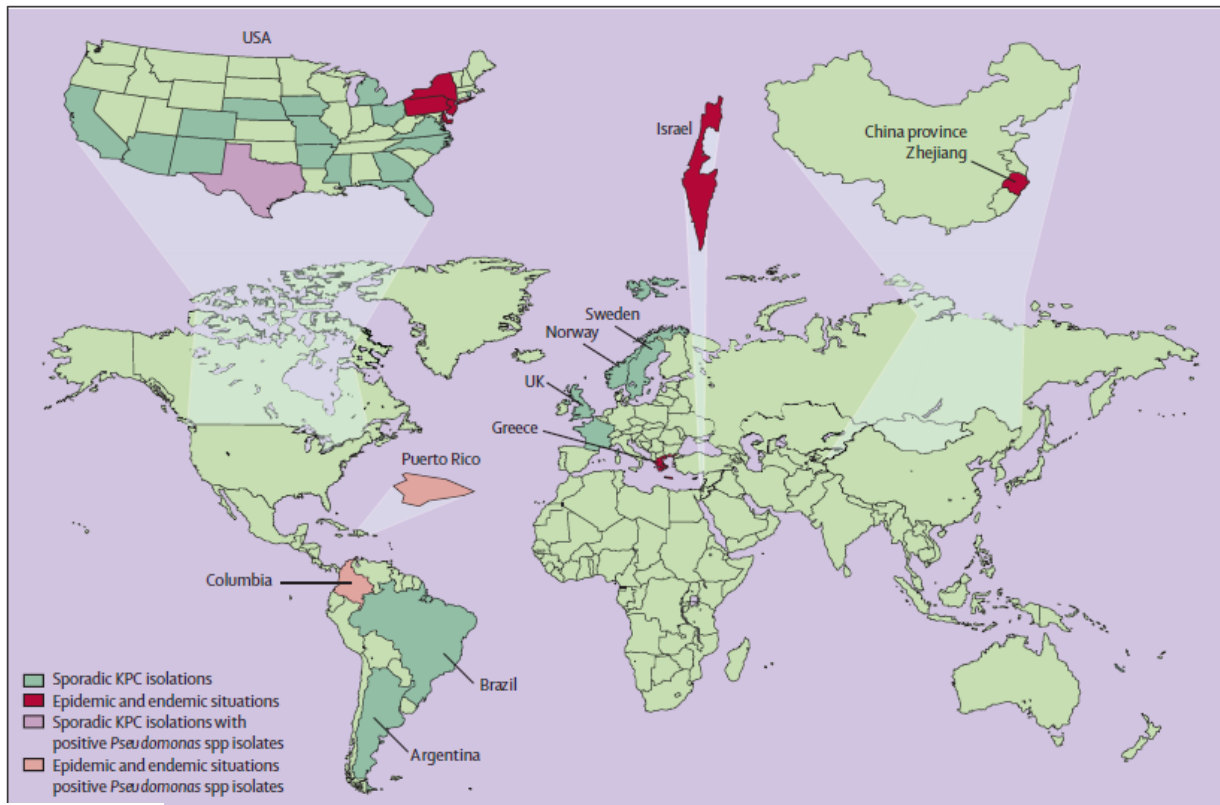 USA
Israel
China province
Zhejiang
Sweden
Norway
UK
Greece
Puerto Rico
Columbia
Brazil
Argentina
Sporadic KPC isolations
Epidemic and endemic situations
Sporadic KPC isolations with
positive Pseudomonas spp isolates
Epidemic and endemic situations
positive Pseudomonas spp isolates